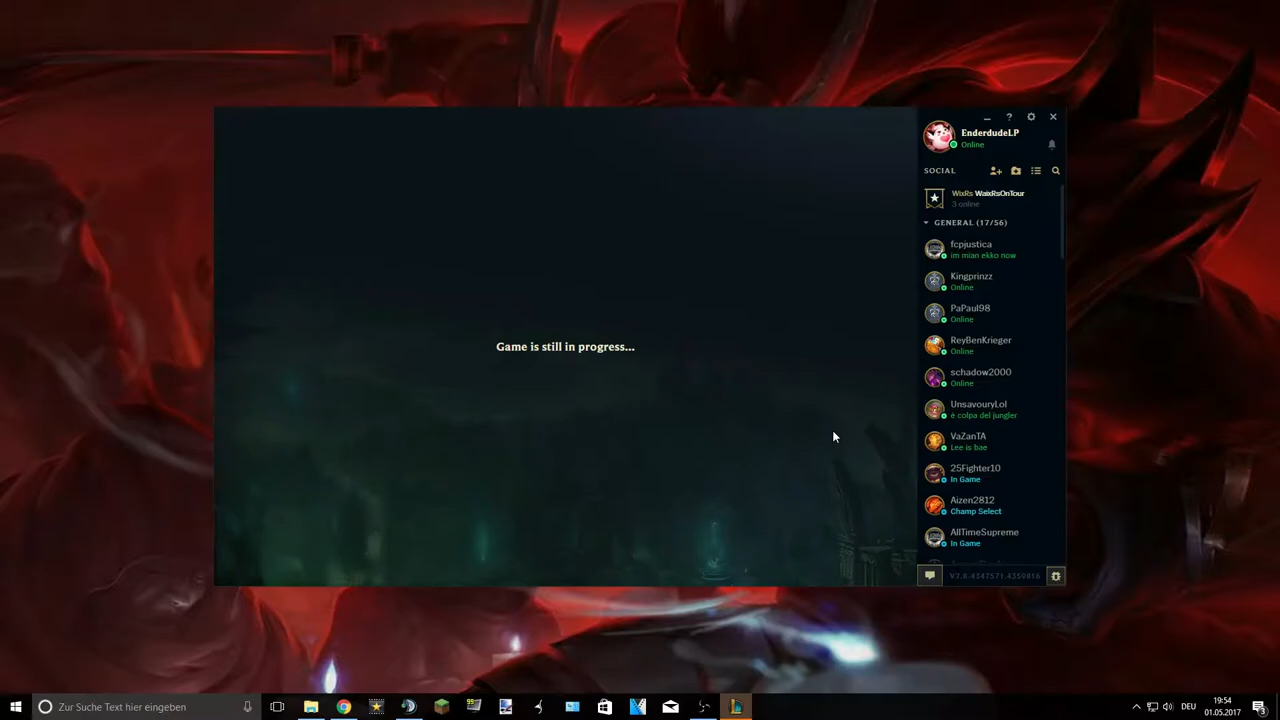 EnderdudeLP
Online
SOCIAL
WixRs WaixRsOnTour
3 online
GENERAL (17/56)
fcpjustica
im mian ekko now
Kingprinzz
Online
PaPaul98
Online
ReyBenKrieger
Online
schadow2000
Online
UnsavouryLol
è colpa del jungler
VaZanTA
Lee is bae
25Fighter10
In Game
Aizen2812
Champ Select
AllTimeSupreme
In Game
Game is still in progress...
Zur Suche Text hier eingeben
DEU
19:54
01.05.2017